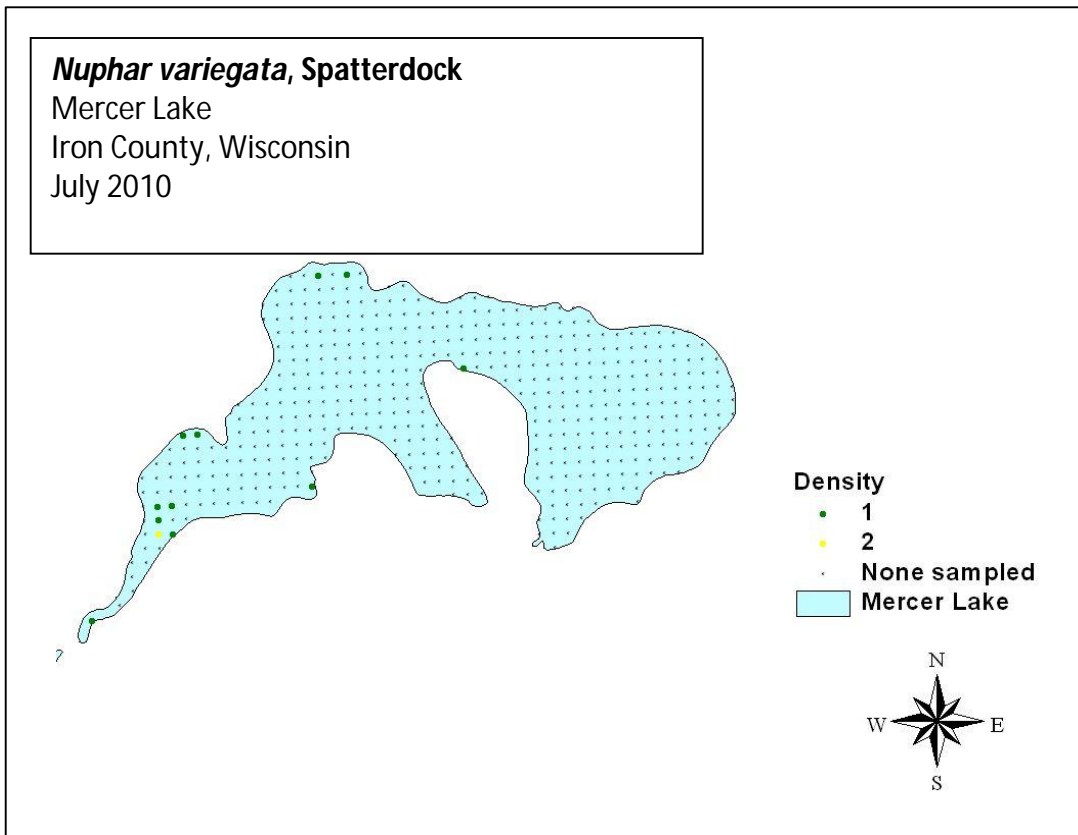 Nuphar variegata, Spatterdock
Mercer Lake
Iron County, Wisconsin
July 2010
Density
1
2
None sampled
Mercer Lake
N
W E
S